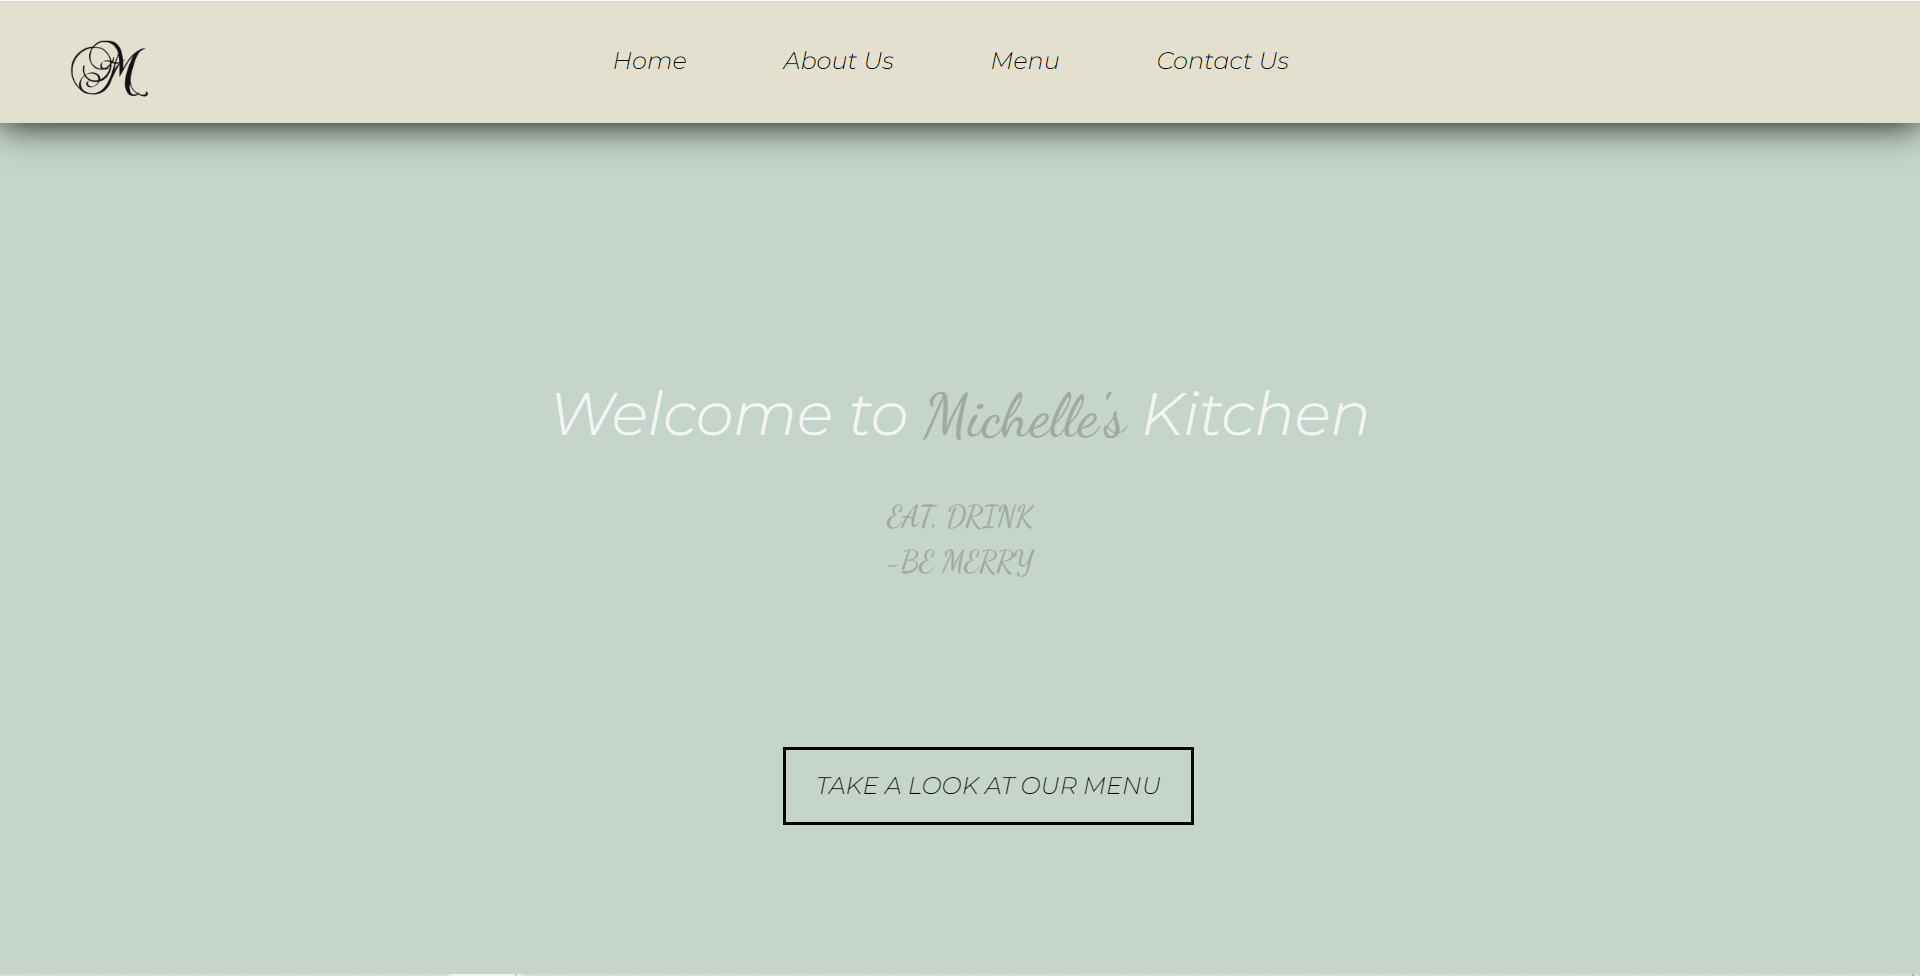 M
Home About Us Menu Contact Us
Welcome to Michelle's Kitchen
EAT, DRINK
-BE MERRY
TAKE A LOOK AT OUR MENU